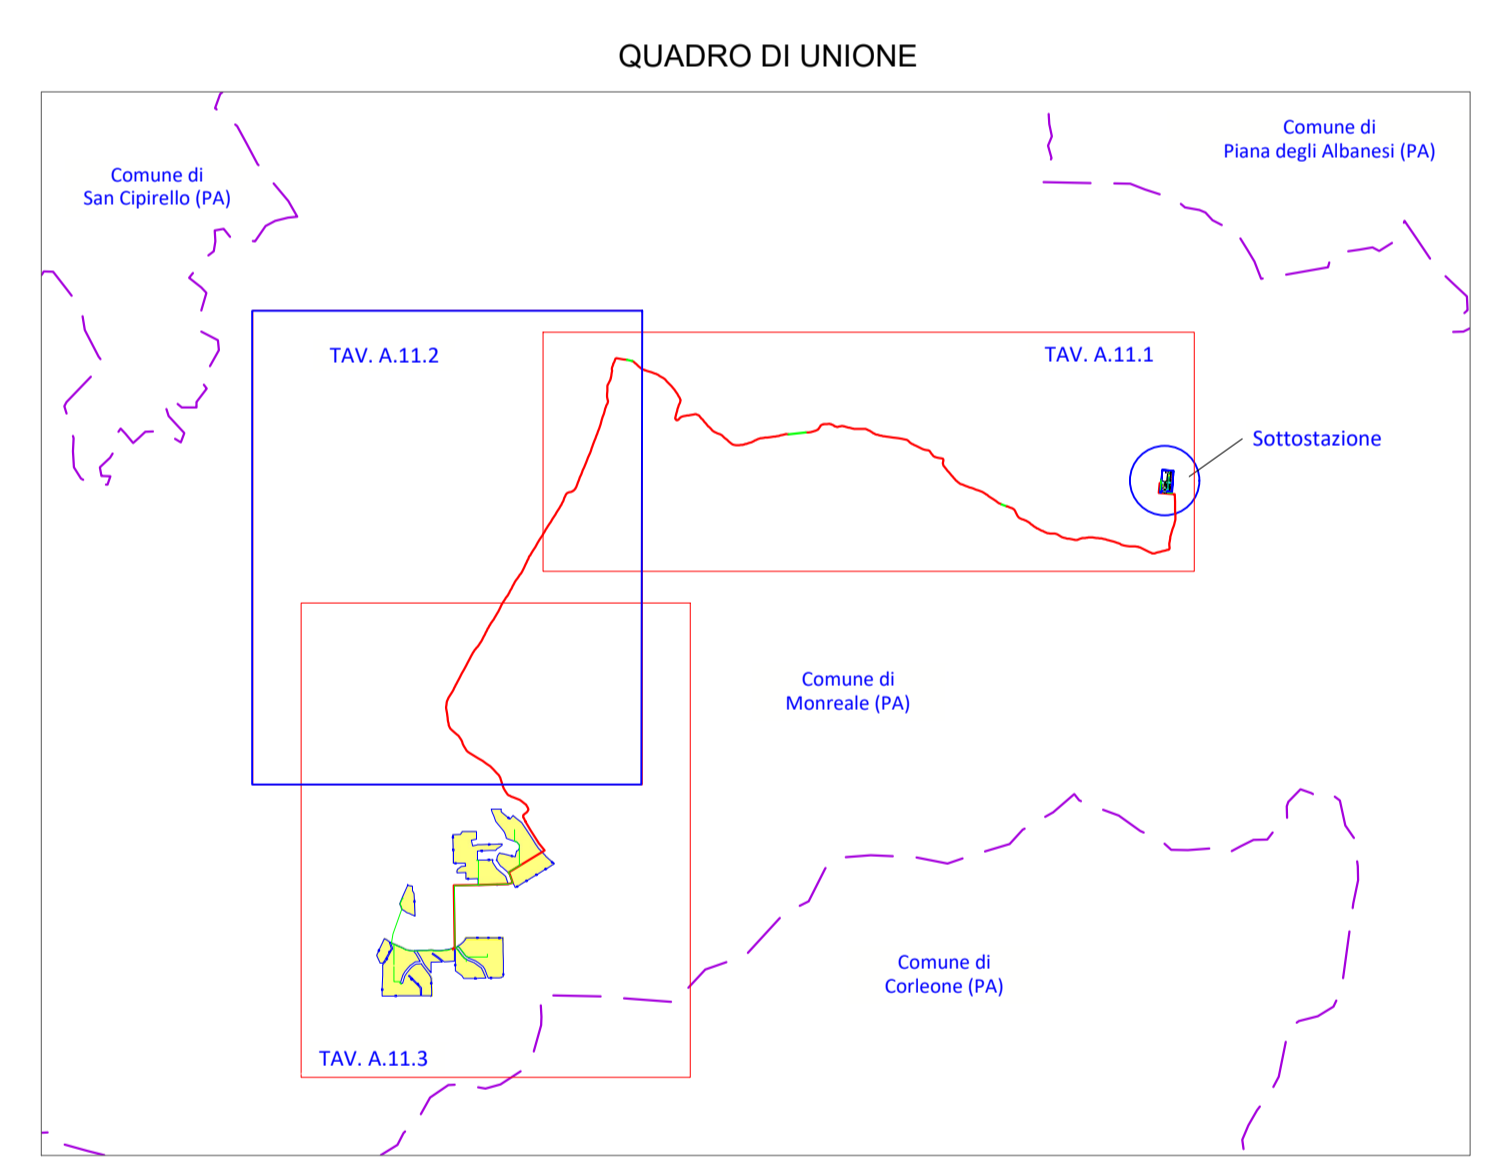 QUADRO DI UNIONE
Comune di
Piana degli Albanesi (PA)
Comune di
San Cipirello (PA)
TAV. A.11.2
TAV. A.11.1
Sottostazione
Comune di
Monreale (PA)
Comune di
Corleone (PA)
TAV. A.11.3